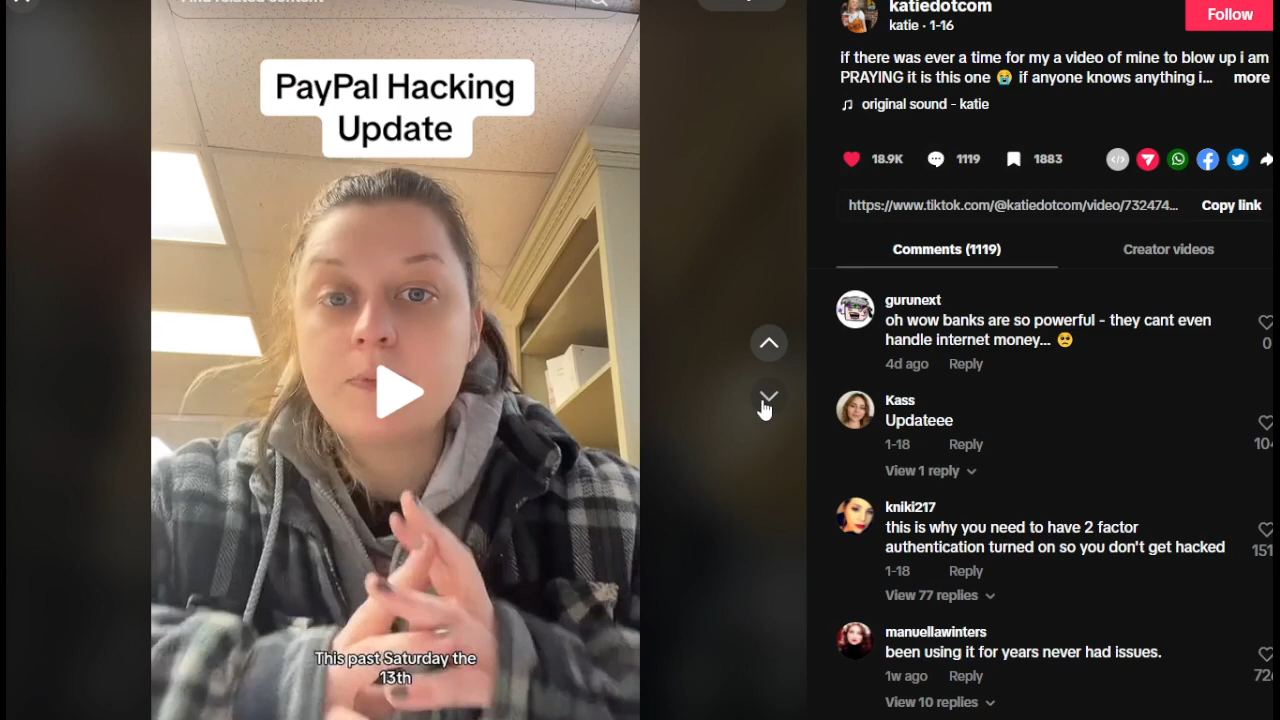 PayPal Hacking
Update
This past Saturday the
13th
katiedotcom
katie · 1-16
Follow
if there was ever a time for my a video of mine to blow up i am
PRAYING it is this one 😭 if anyone knows anything i... more
original sound - katie
18.9K
1119
1883
https://www.tiktok.com/@katiedotcom/video/732474...
Copy link
Comments (1119)
Creator videos
gurunext
oh wow banks are so powerful - they cant even
handle internet money... 🥺
0
4d ago Reply
Kass
Updateee
1-18 Reply
View 1 reply
kniki217
this is why you need to have 2 factor
authentication turned on so you don't get hacked
151
1-18 Reply
View 77 replies
manuellawinters
been using it for years never had issues.
1w ago Reply
View 10 replies